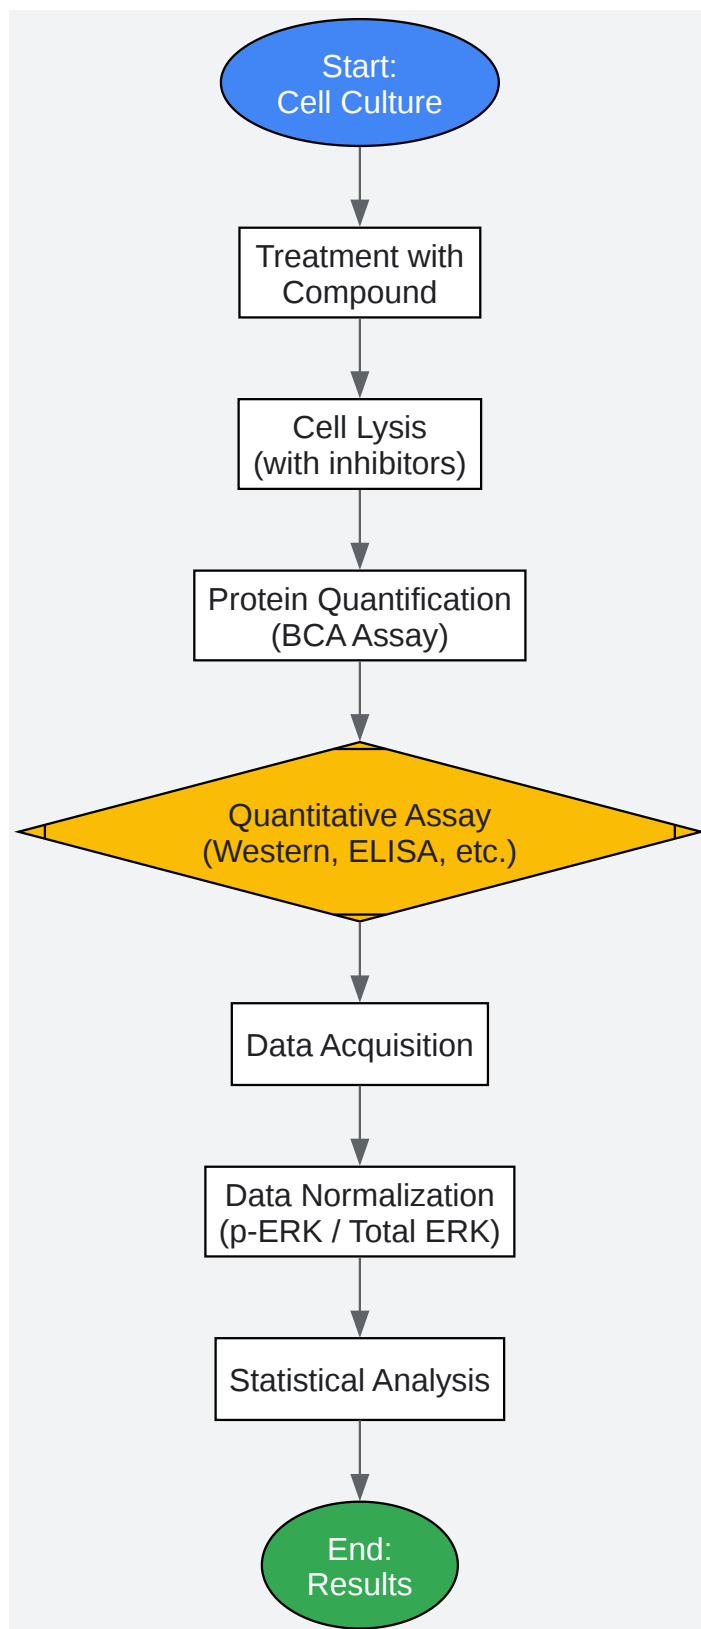 Start:
Cell Culture
Treatment with
Compound
Cell Lysis
(with inhibitors)
Protein Quantification
(BCA Assay)
Quantitative Assay
(Western, ELISA, etc.)
Data Acquisition
Data Normalization
(p-ERK / Total ERK)
Statistical Analysis
End:
Results